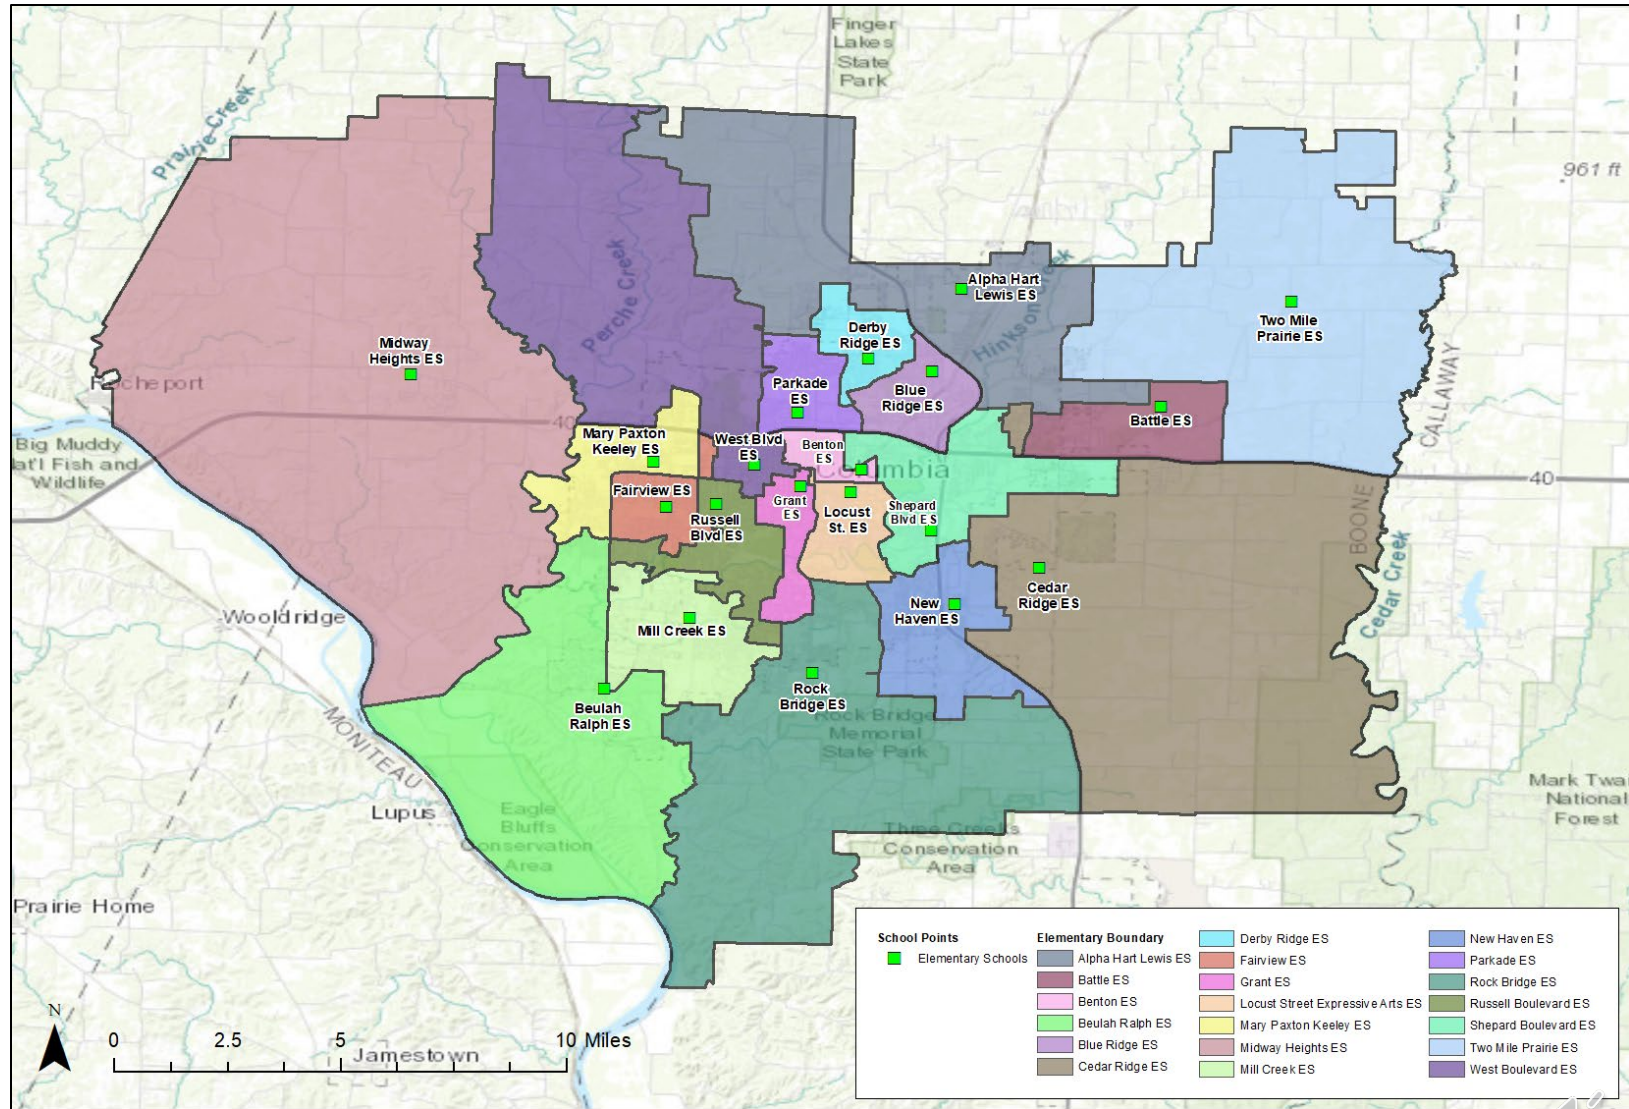 Finger
Lakes
State
Park
Prairie Creek
961 ft
Perche Creek
Hinkson Creek
Alpha Hart
Lewis ES
Two Mile
Prairie ES
Derby
Ridge ES
Midway
Heights ES
Rocheport
CALLAWAY
Parkade
ES
Blue
Ridge ES
Battle ES
40
Mary Paxton
Keeley ES
West Blvd
ES
Benton
ES
Columbia
Big Muddy
Nat'l Fish and
Wildlife
40
Fairview ES
Grant
ES
Locust
St. ES
Shepard
Blvd ES
Russell
Blvd ES
BOONE
Cedar Creek
Cedar
Ridge ES
New
Haven ES
Wooldridge
Mill Creek ES
Rock
Bridge ES
Beulah
Ralph ES
Rock Bridge
Memorial
State Park
MONITEAU
Lupus
Eagle
Bluffs
Conservation
Area
Three Creeks
Conservation
Area
Mark Twa
National
Forest
Prairie Home
School Points
Elementary Schools
Elementary Boundary
Alpha Hart Lewis ES
Battle ES
Benton ES
Beulah Ralph ES
Blue Ridge ES
Cedar Ridge ES
Derby Ridge ES
Fairview ES
Grant ES
Locust Street Expressive Arts ES
Mary Paxton Keeley ES
Midway Heights ES
Mill Creek ES
New Haven ES
Parkade ES
Rock Bridge ES
Russell Boulevard ES
Shepard Boulevard ES
Two Mile Prairie ES
West Boulevard ES
N
0 2.5 5 10 Miles
Jamestown